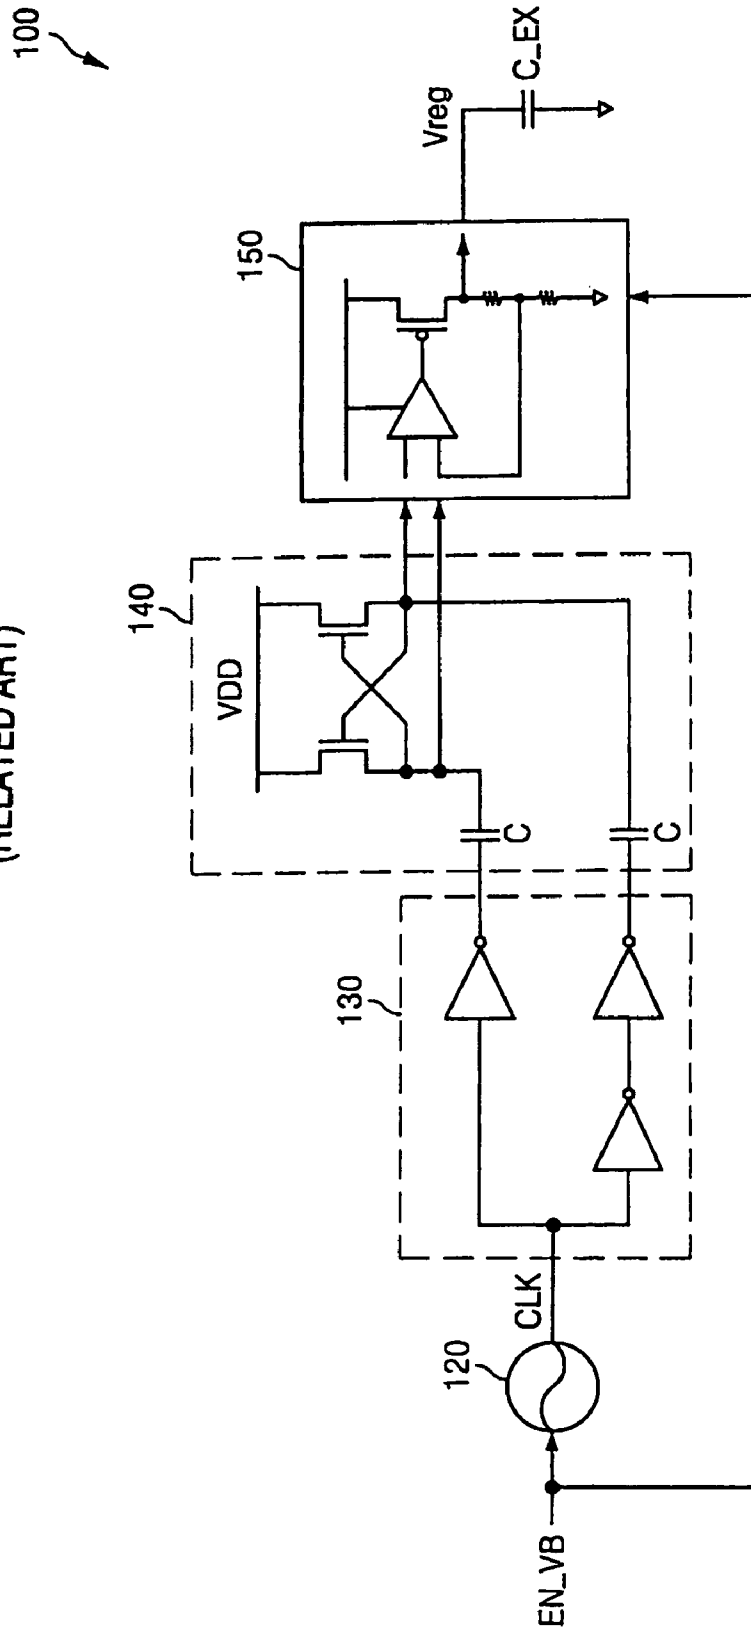 (RELATED ART)
100
EN_VB
120
CLK
130
140
VDD
C
C
150
Vreg
C_EX